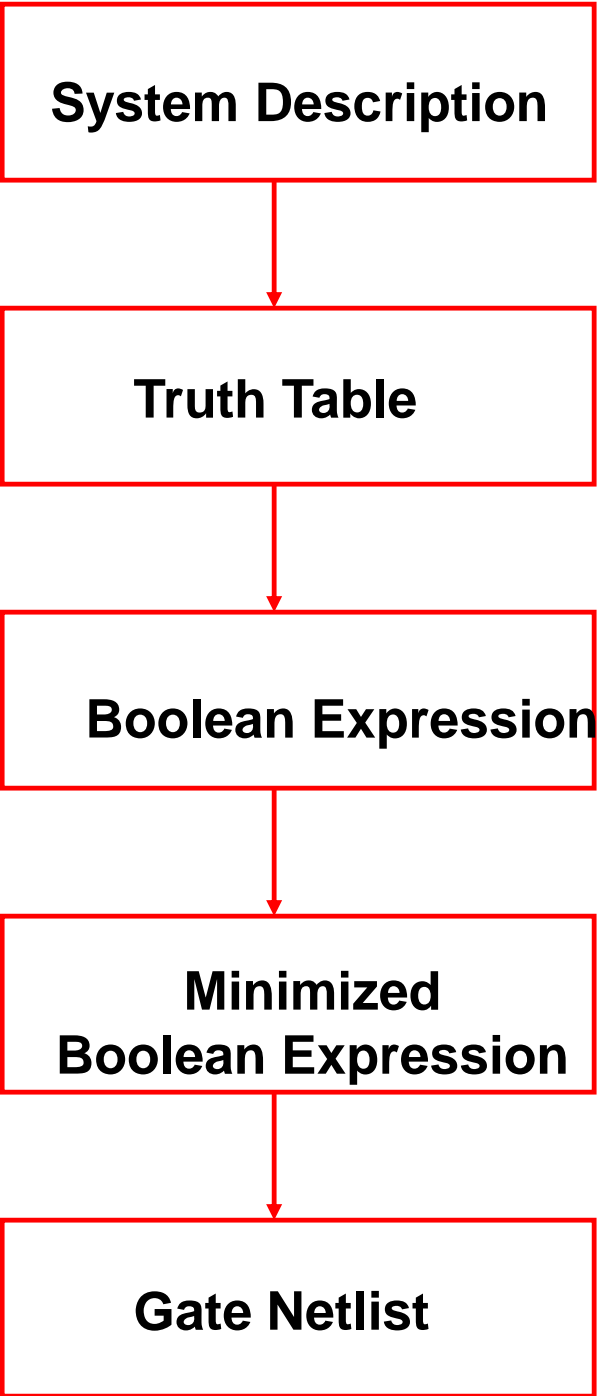 System Description
Truth Table
Boolean Expression
Minimized
Boolean Expression
Gate Netlist